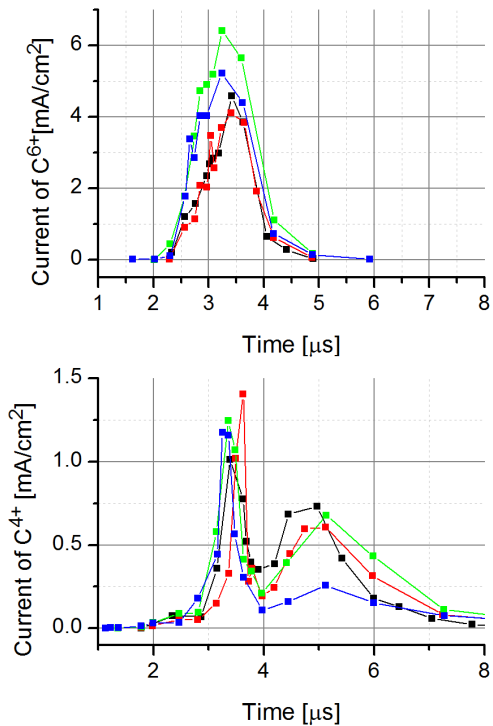 Current of C⁶⁺[mA/cm²]
6
4
2
0
1 2 3 4 5 6 7 8
Time [μs]
Current of C⁴⁺ [mA/cm²]
1.5
1.0
0.5
0.0
2 4 6 8
Time [μs]